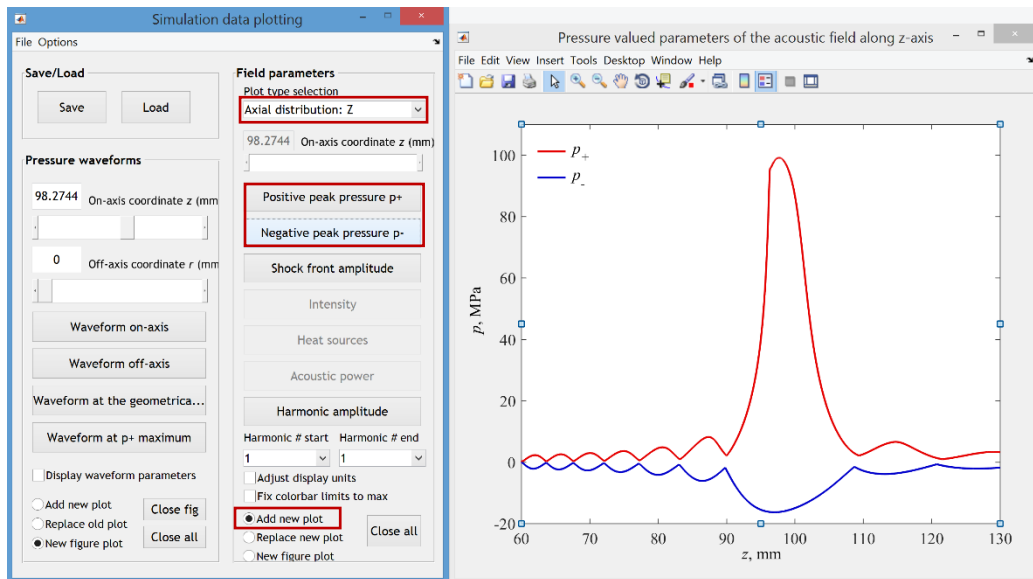 Simulation data plotting
File Options
Save/Load
Save Load
Pressure waveforms
98.2744 On-axis coordinate z (mm
0 Off-axis coordinate r (mm
Waveform on-axis
Waveform off-axis
Waveform at the geometrica...
Waveform at p+ maximum
Display waveform parameters
Add new plot
Replace old plot
New figure plot
Close fig
Close all
Field parameters
Plot type selection
Axial distribution: Z
98.2744 On-axis coordinate z (mm)
Positive peak pressure p+
Negative peak pressure p-
Shock front amplitude
Intensity
Heat sources
Acoustic power
Harmonic amplitude
Harmonic # start Harmonic # end
1 1
Adjust display units
Fix colorbar limits to max
Add new plot
Replace new plot
New figure plot
Close all
Pressure valued parameters of the acoustic field along z-axis
File Edit View Insert Tools Desktop Window Help
p+
p-
100
80
60
40
20
0
-20
p, MPa
60 70 80 90 100 110 120 130
z, mm